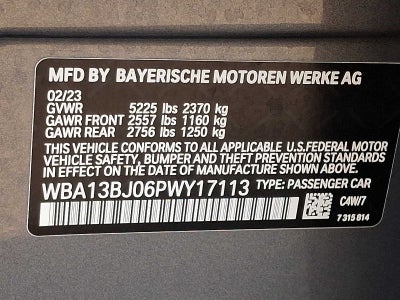 MFD BY BAYERISCHE MOTOREN WERKE AG
02/23
GVWR 5225 lbs 2370 kg
GAWR FRONT 2557 lbs 1160 kg
GAWR REAR 2756 lbs 1250 kg
THIS VEHICLE CONFORMS TO ALL APPLICABLE U.S.FEDERAL MOTOR
VEHICLE SAFETY, BUMPER AND THEFT PREVENTION STANDARDS
IN EFFECT ON THE DATE OF MANUFACTURE SHOWN ABOVE.
WBA13BJ06PWY17113 TYPE: PASSENGER CAR
C4W/7
7 315 814